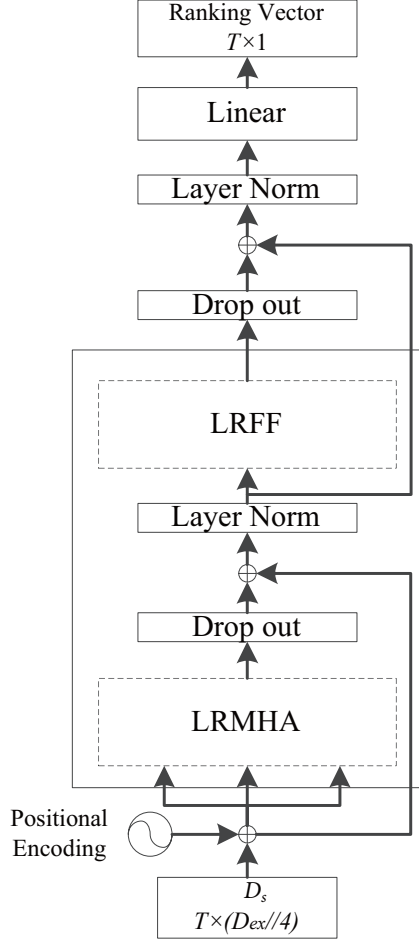 Ranking Vector
T×1
Linear
Layer Norm
Drop out
LRFF
Layer Norm
Drop out
LRMHA
Positional
Encoding
Ds
T×(Dex//4)